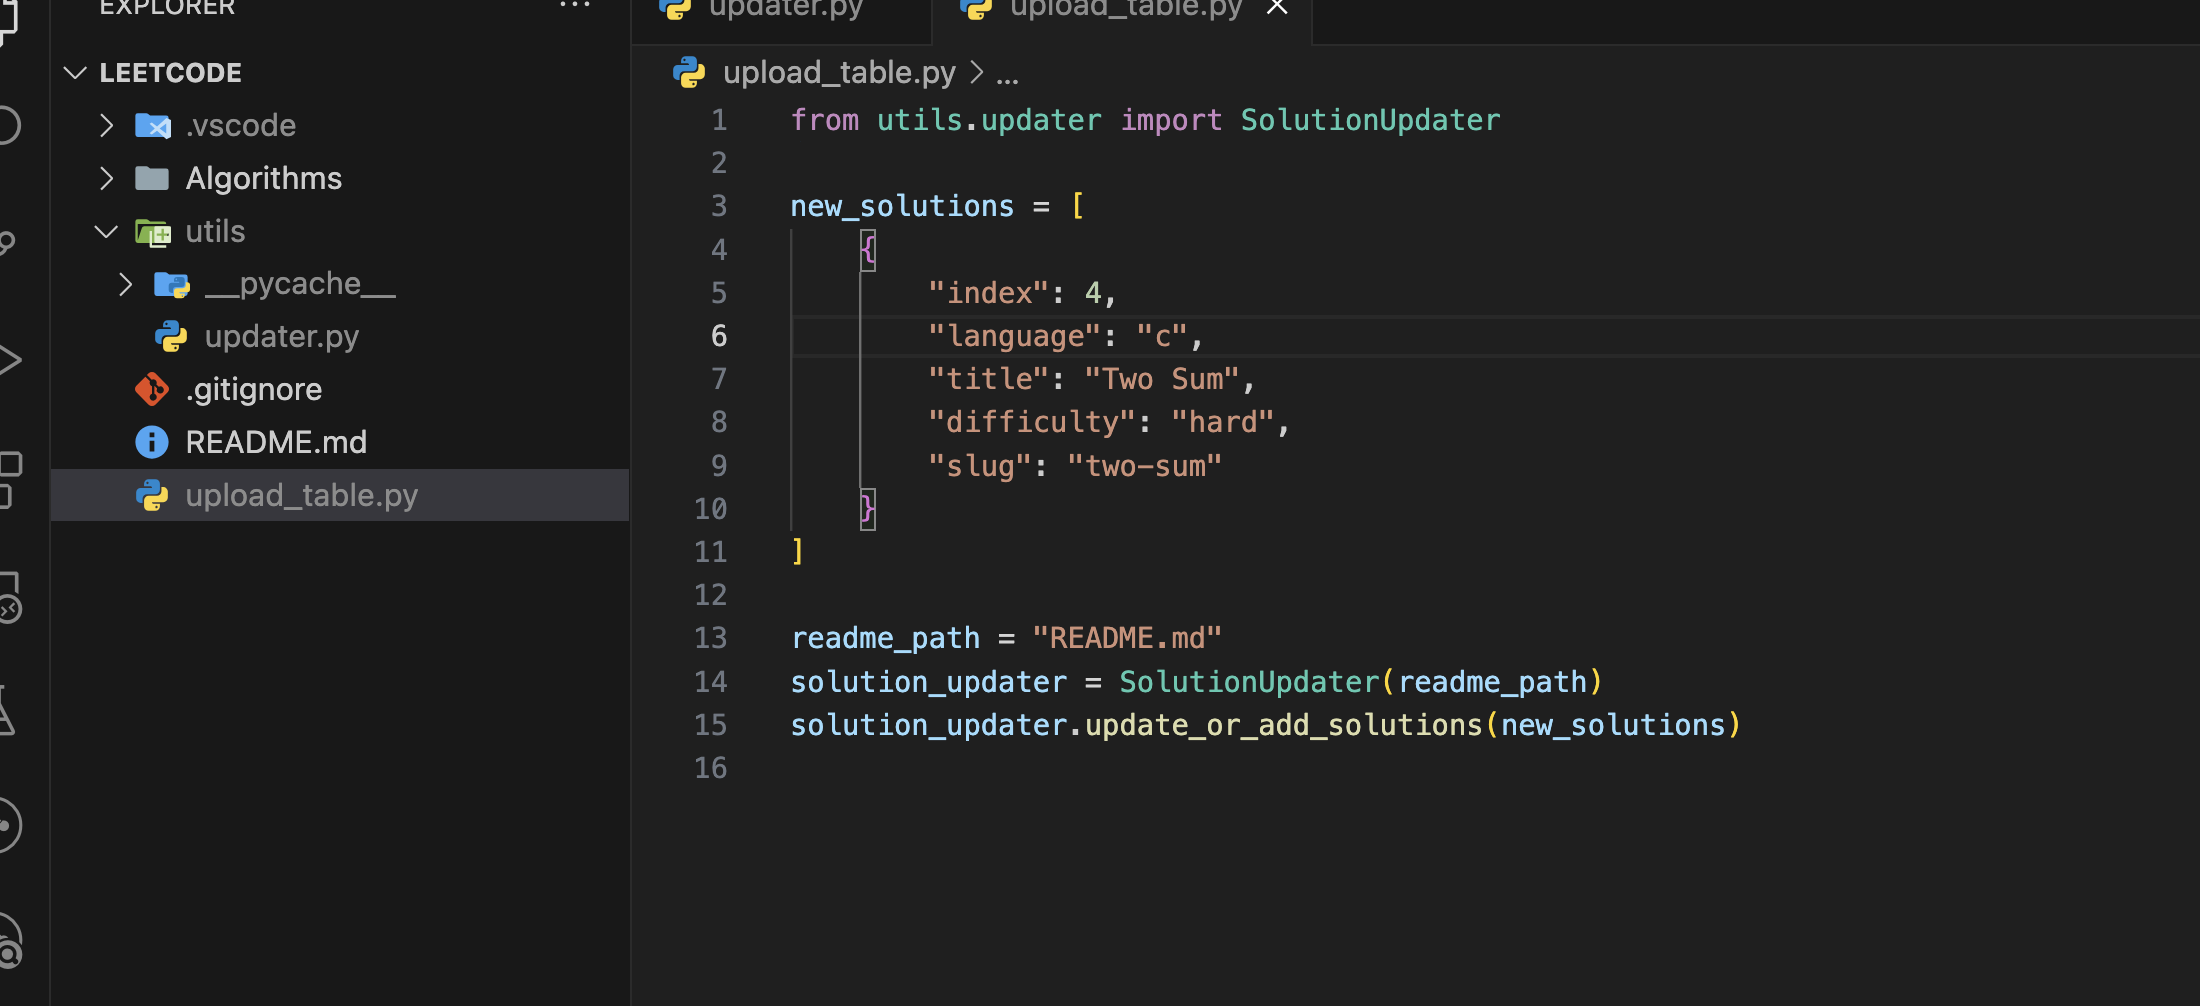 EXPLORER
LEETCODE
.vscode
Algorithms
utils
__pycache__
updater.py
.gitignore
README.md
upload_table.py
updater.py
upload_table.py
upload_table.py > ...
1 from utils.updater import SolutionUpdater
2
3 new_solutions = [
4 {
5 "index": 4,
6 "language": "c",
7 "title": "Two Sum",
8 "difficulty": "hard",
9 "slug": "two-sum"
10 }
11 ]
12
13 readme_path = "README.md"
14 solution_updater = SolutionUpdater(readme_path)
15 solution_updater.update_or_add_solutions(new_solutions)
16